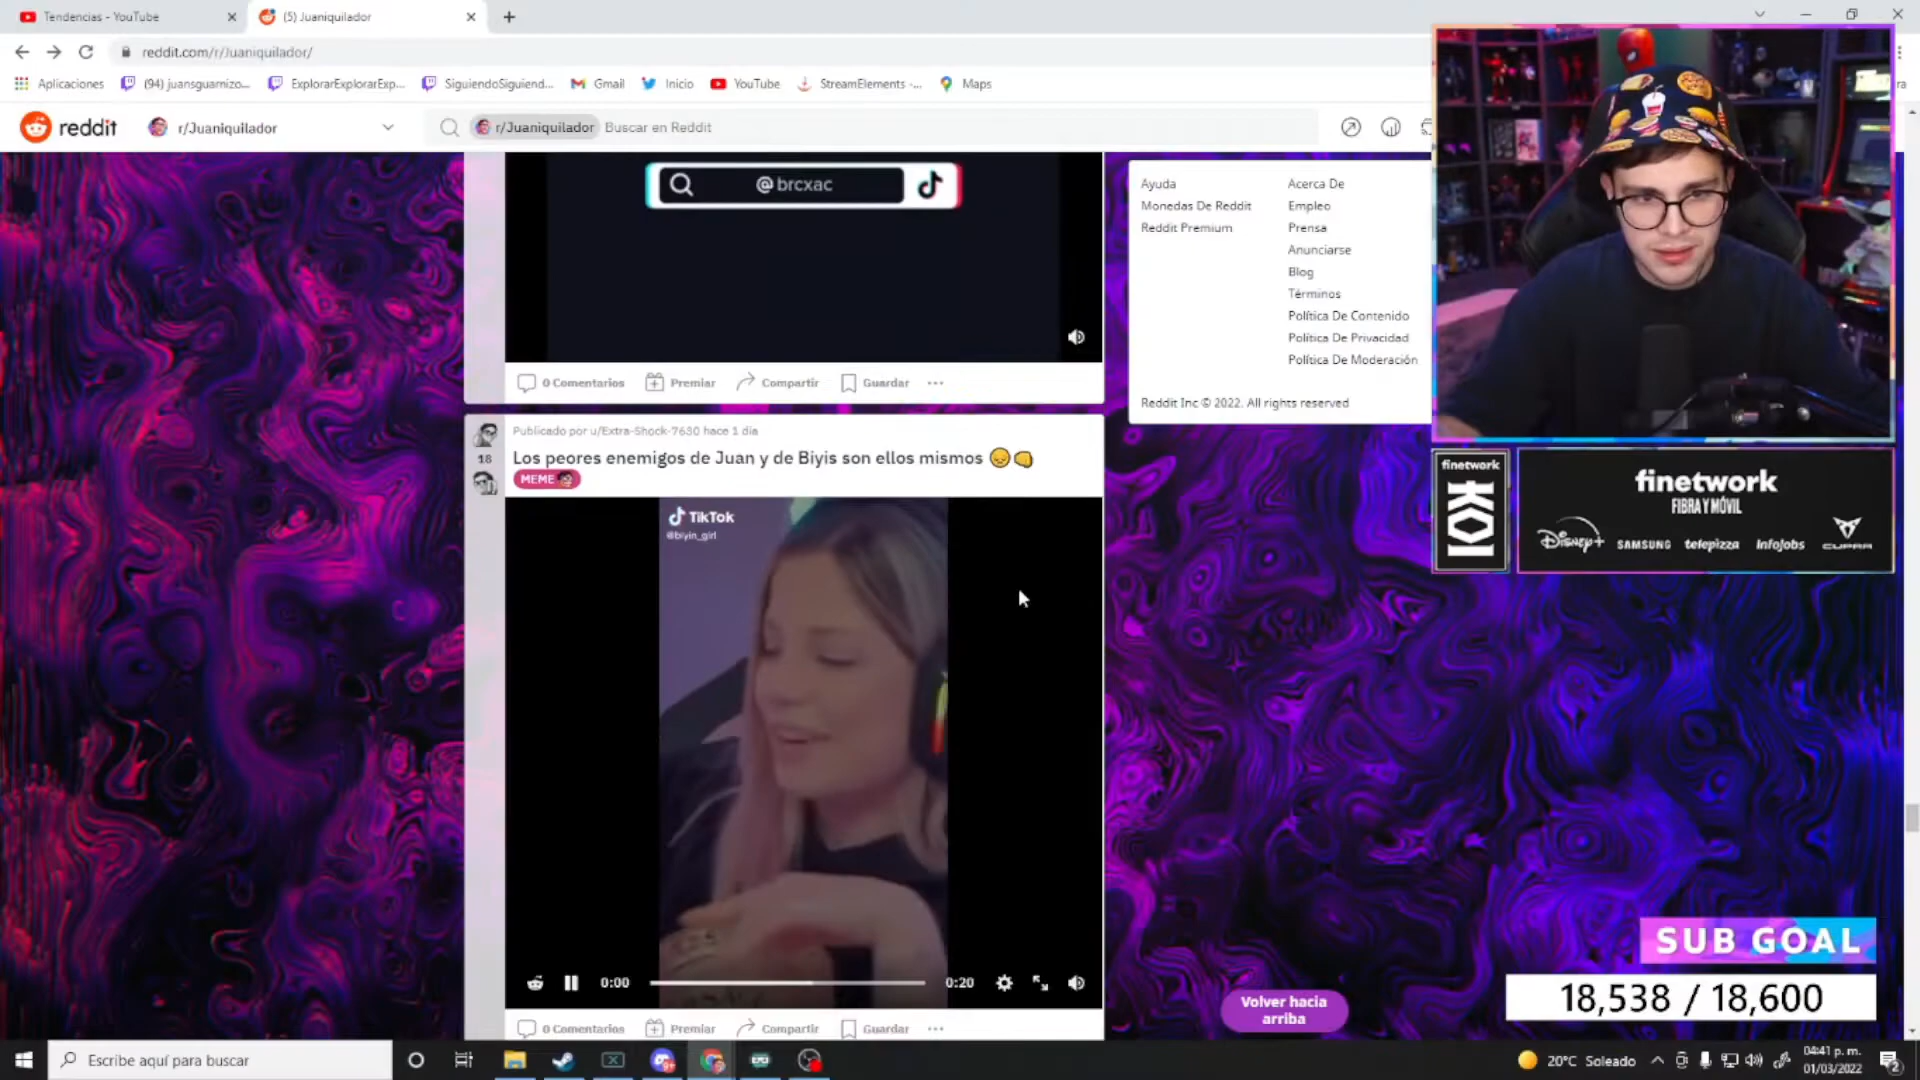 Tendencias - YouTube
(5) Juaniquilador
reddit.com/r/Juaniquilador/
Aplicaciones
(94) juansguarnizo...
ExplorarExplorarExp...
SiguiendoSiguiend...
Gmail
Inicio
YouTube
StreamElements -...
Maps
reddit
r/Juaniquilador
r/Juaniquilador
Buscar en Reddit
@brcxac
0 Comentarios
Premiar
Compartir
Guardar
Ayuda
Monedas De Reddit
Reddit Premium
Acerca De
Empleo
Prensa
Anunciarse
Blog
Términos
Política De Contenido
Política De Privacidad
Política De Moderación
Reddit Inc © 2022. All rights reserved
Publicado por u/Extra-Shock-7630 hace 1 día
18
Los peores enemigos de Juan y de Biyis son ellos mismos 😞👊
MEME
TikTok
@biyin_girl
0:00
0:20
0 Comentarios
Premiar
Compartir
Guardar
Volver hacia
arriba
finetwork
KOI
finetwork
FIBRA Y MÓVIL
Disney+
SAMSUNG
telepizza
InfoJobs
CUPRA
SUB GOAL
18,538 / 18,600
Escribe aquí para buscar
20°C Soleado
04:41 p. m.
01/03/2022
2